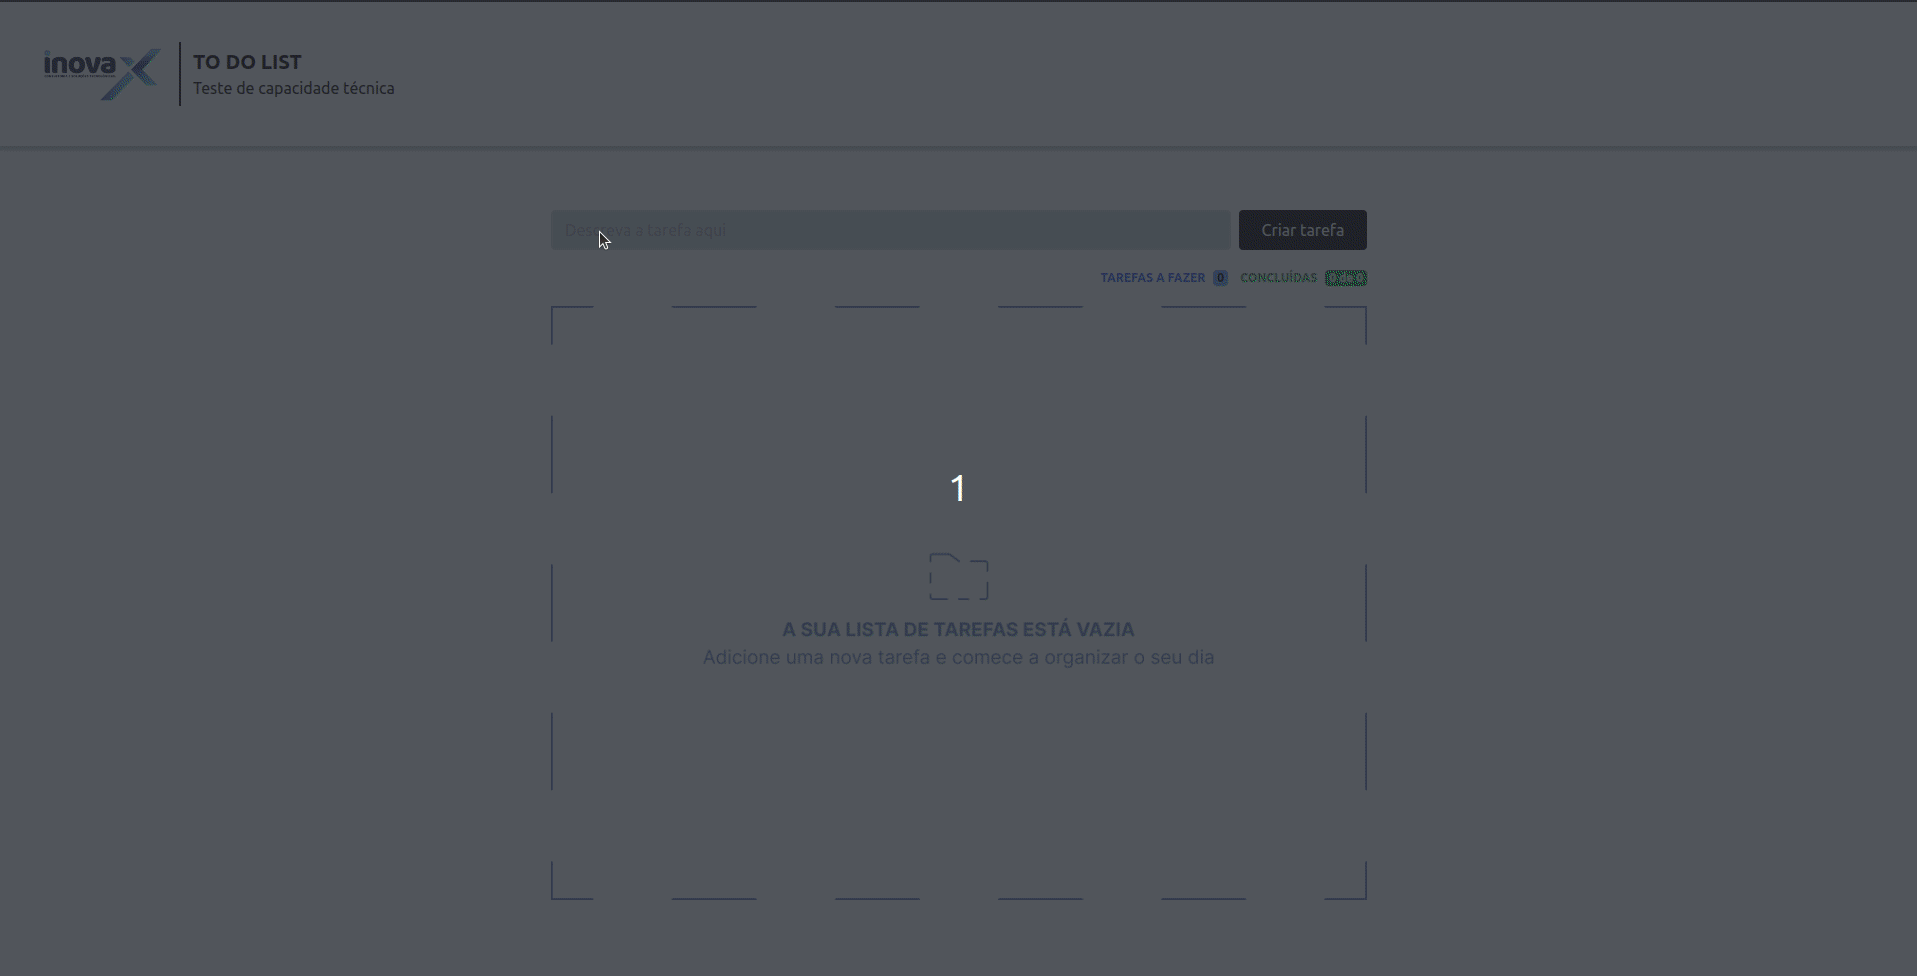 inova
TO DO LIST
Teste de capacidade técnica
Descreva a tarefa aqui
Criar tarefa
TAREFAS A FAZER 0 CONCLUÍDAS
1
A SUA LISTA DE TAREFAS ESTÁ VAZIA
Adicione uma nova tarefa e comece a organizar o seu dia